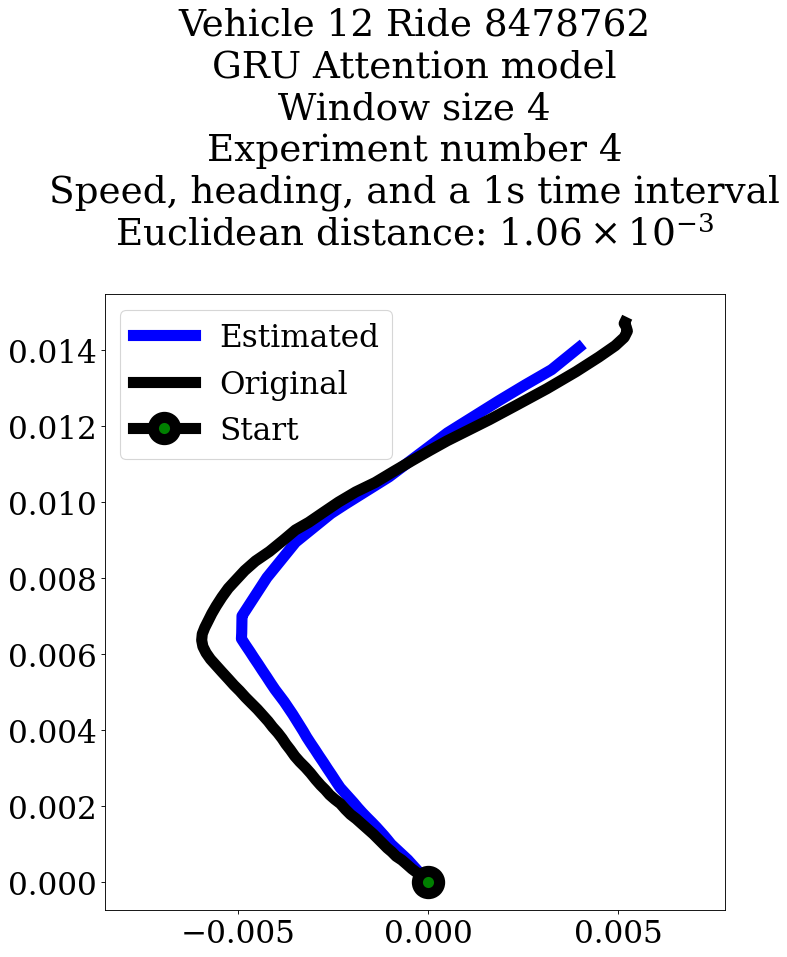 Vehicle 12 Ride 8478762
GRU Attention model
Window size 4
Experiment number 4
Speed, heading, and a 1s time interval
Euclidean distance: 1.06 × 10⁻³
Estimated
Original
Start
0.014
0.012
0.010
0.008
0.006
0.004
0.002
0.000
−0.005
0.000
0.005